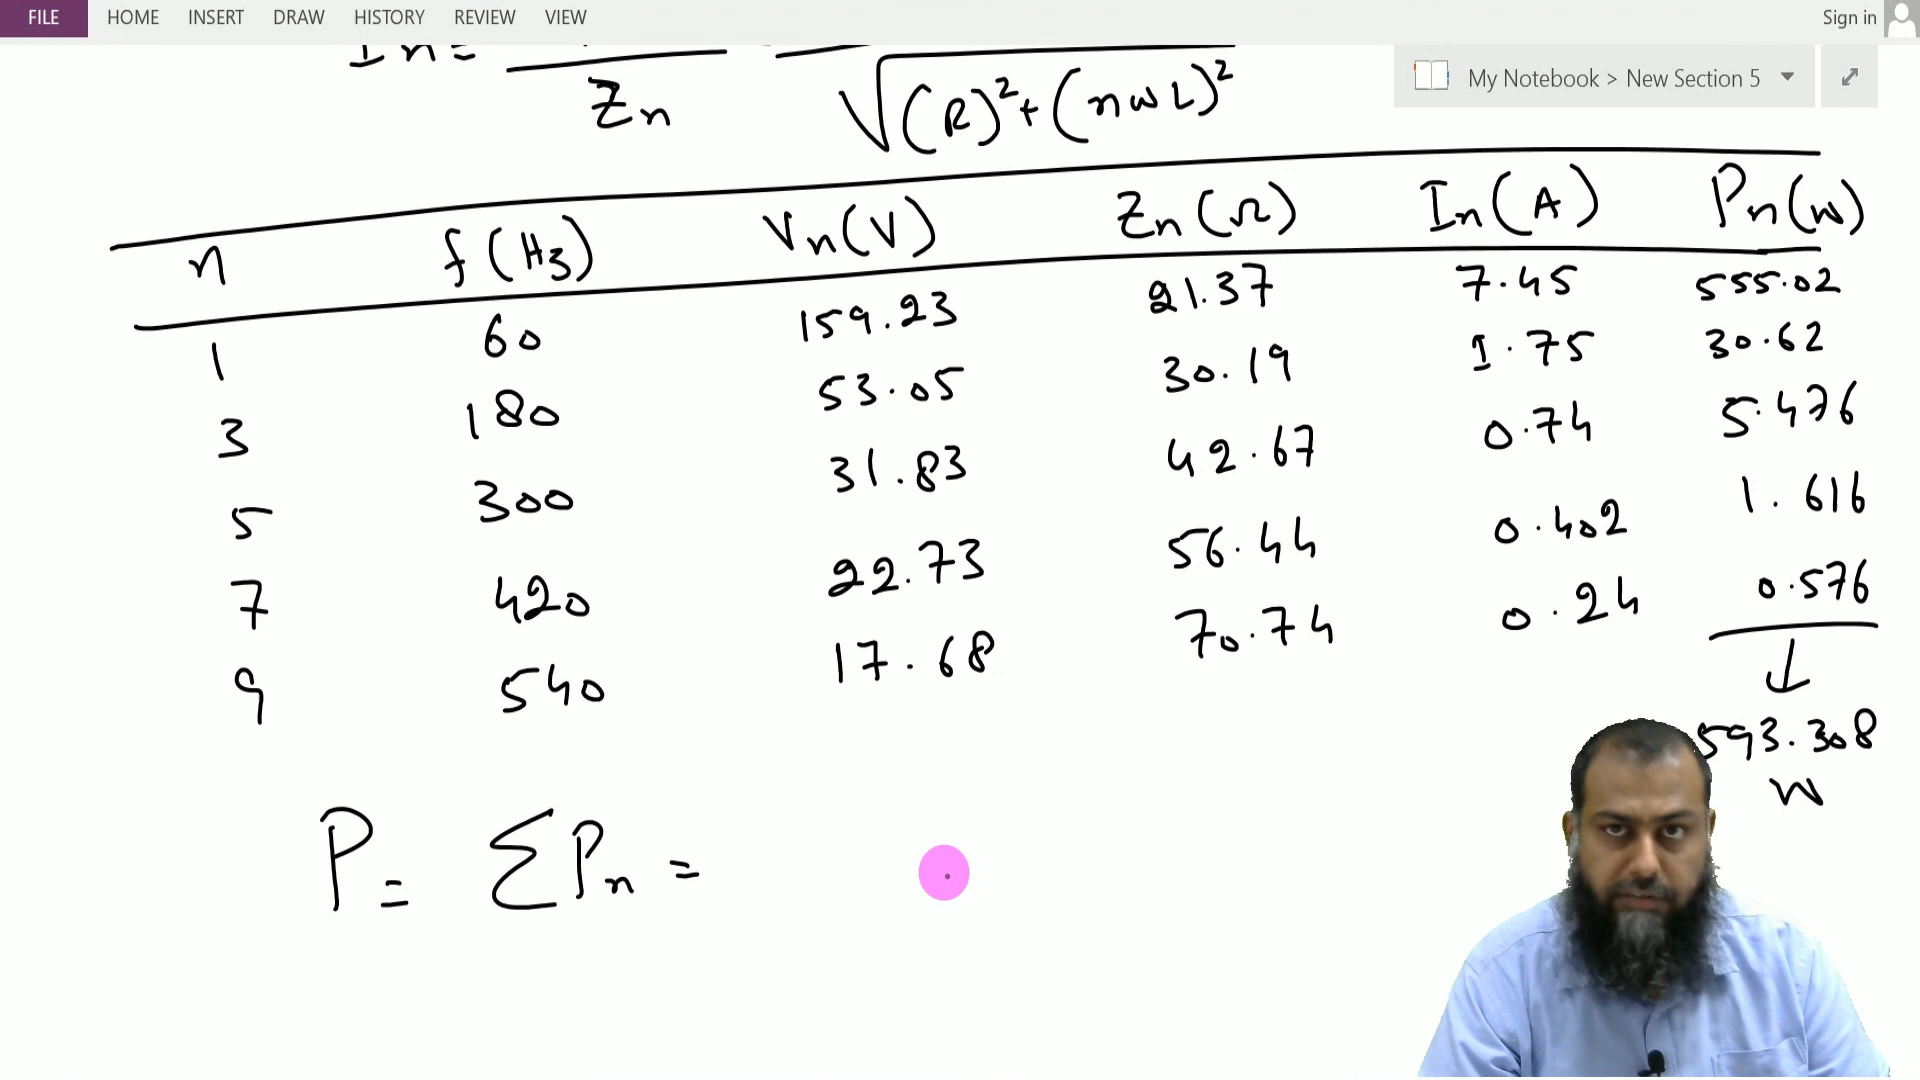 FILE HOME INSERT DRAW HISTORY REVIEW VIEW Sign in
My Notebook > New Section 5
In =
Zn √(R)²+(nωL)²
n f(Hz) Vn(V) Zn(Ω) In(A) Pn(W)
1 60 159.23 21.37 7.45 555.02
3 180 53.05 30.19 1.75 30.62
5 300 31.83 42.67 0.74 5.476
7 420 22.73 56.44 0.402 1.616
9 540 17.68 70.74 0.24 0.576
↓
593.308
W
P = ΣPn =